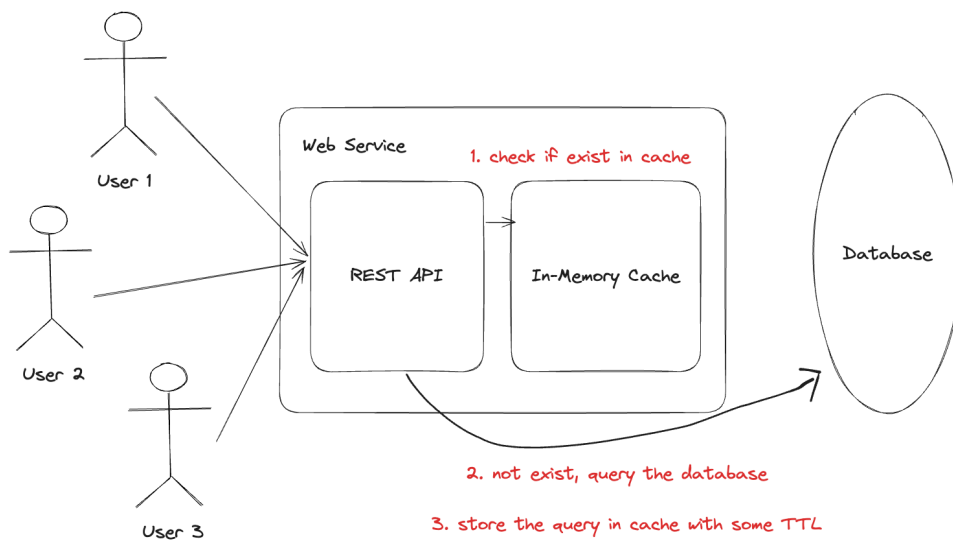 User 1
User 2
User 3
Web Service
1. check if exist in cache
REST API
In-Memory Cache
Database
2. not exist, query the database
3. store the query in cache with some TTL